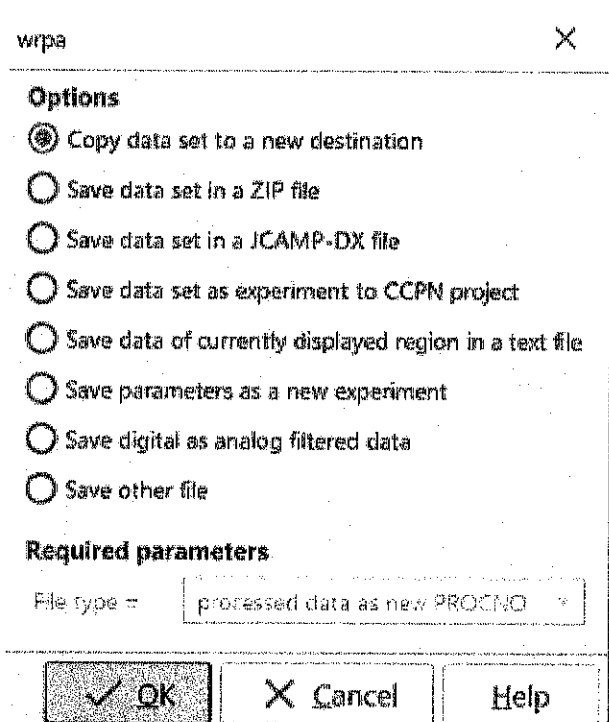 wrpa
Options
Copy data set to a new destination
Save data set in a ZIP file
Save data set in a JCAMP-DX file
Save data set as experiment to CCPN project
Save data of currently displayed region in a text file
Save parameters as a new experiment
Save digital as analog filtered data
Save other file
Required parameters
File type = processed data as new PROCNO
OK Cancel Help